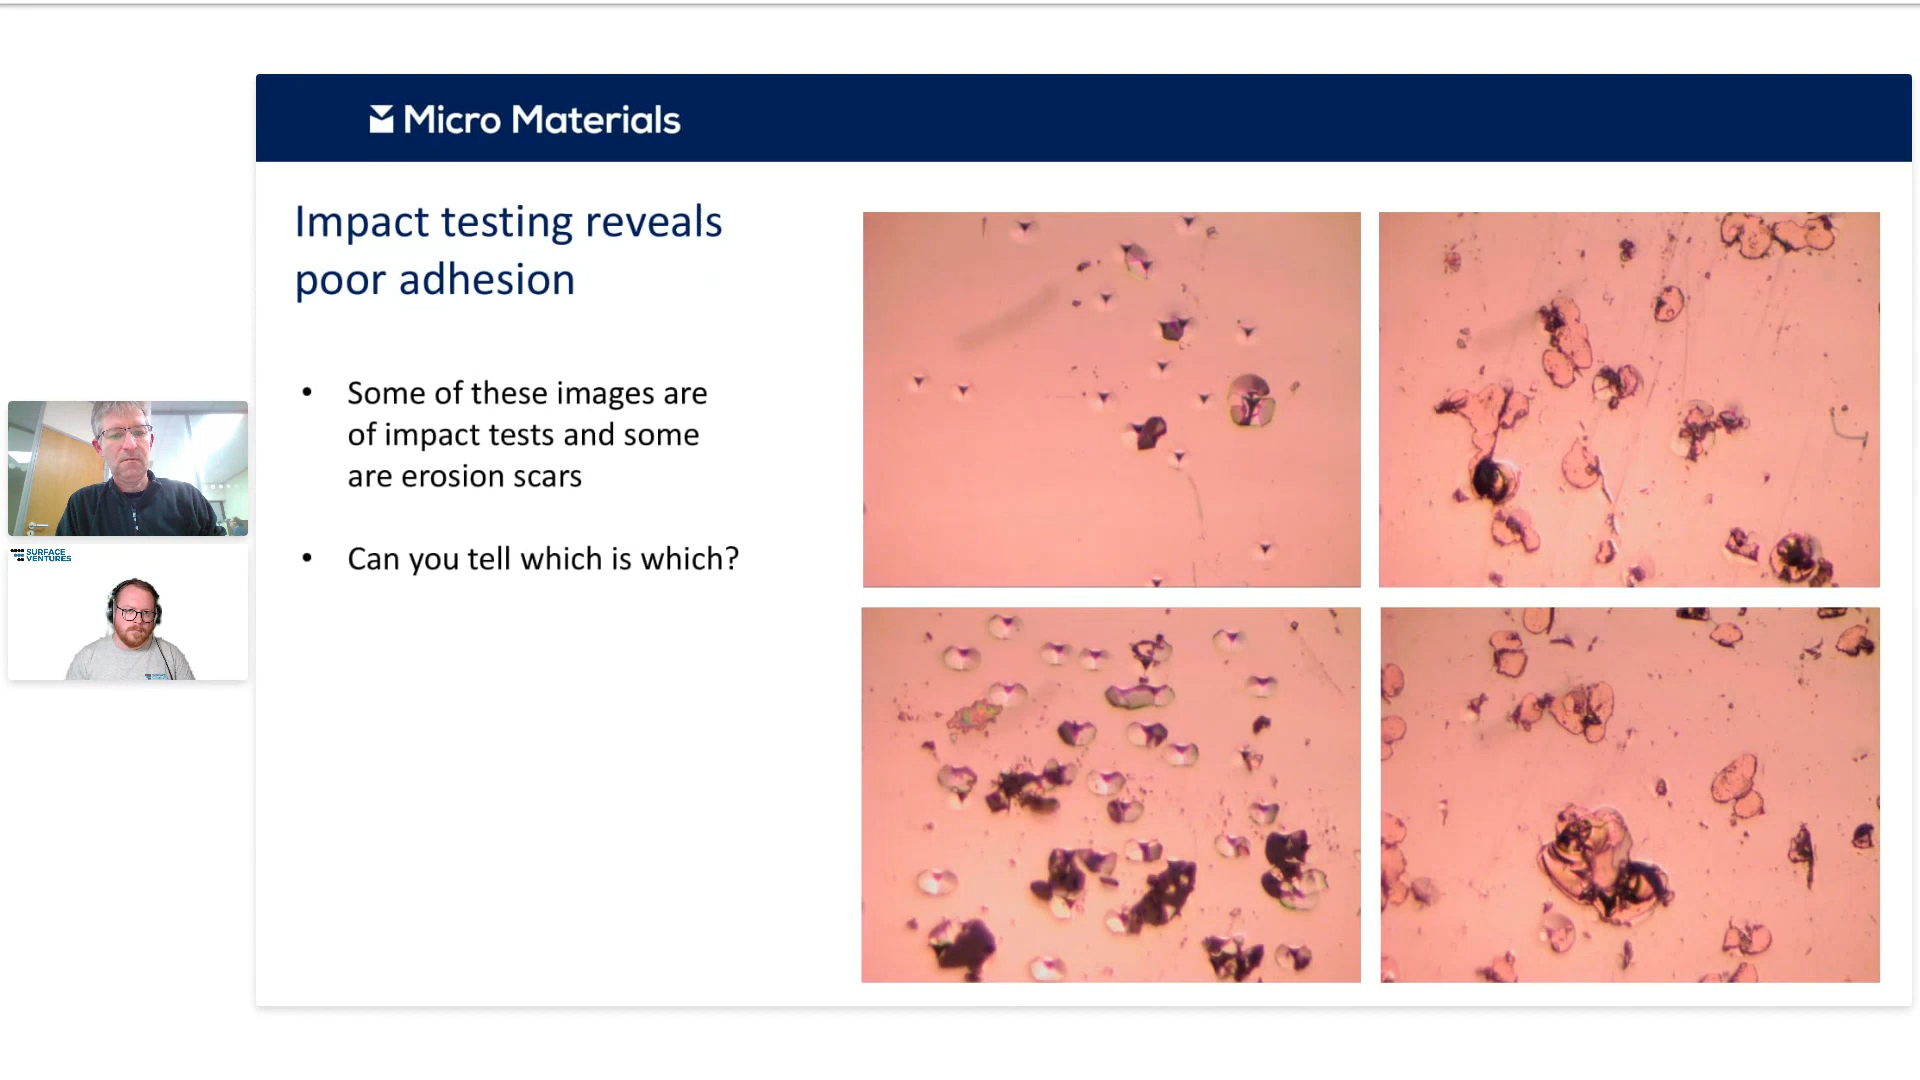 Micro Materials
Impact testing reveals
poor adhesion
• Some of these images are
of impact tests and some
are erosion scars
• Can you tell which is which?
SURFACE
VENTURES